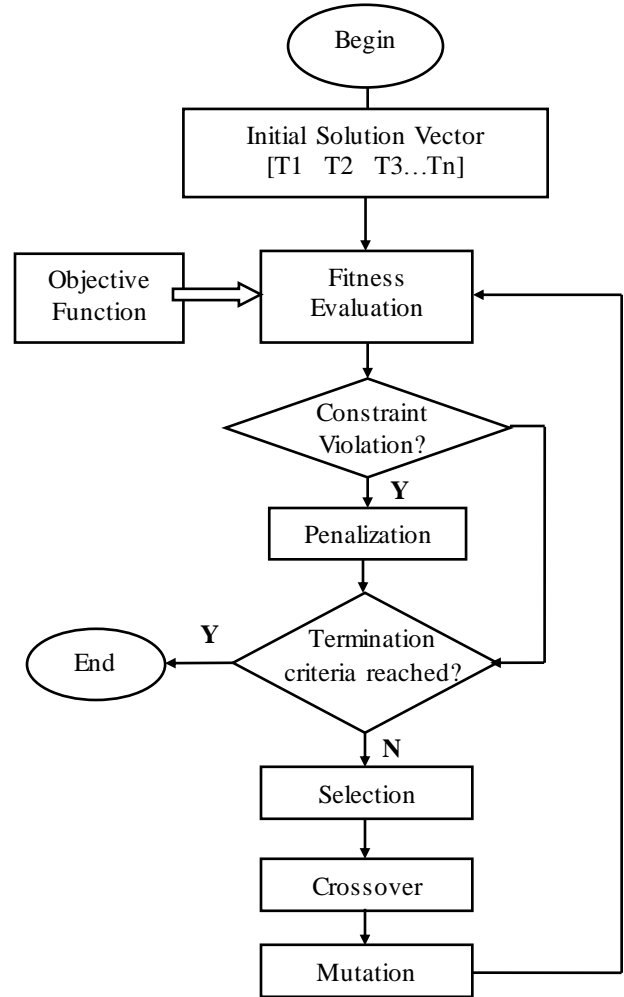 Begin
Initial Solution Vector
[T1 T2 T3…Tn]
Objective
Function
Fitness
Evaluation
Constraint
Violation?
Y
Penalization
Y
Termination
criteria reached?
End
N
Selection
Crossover
Mutation